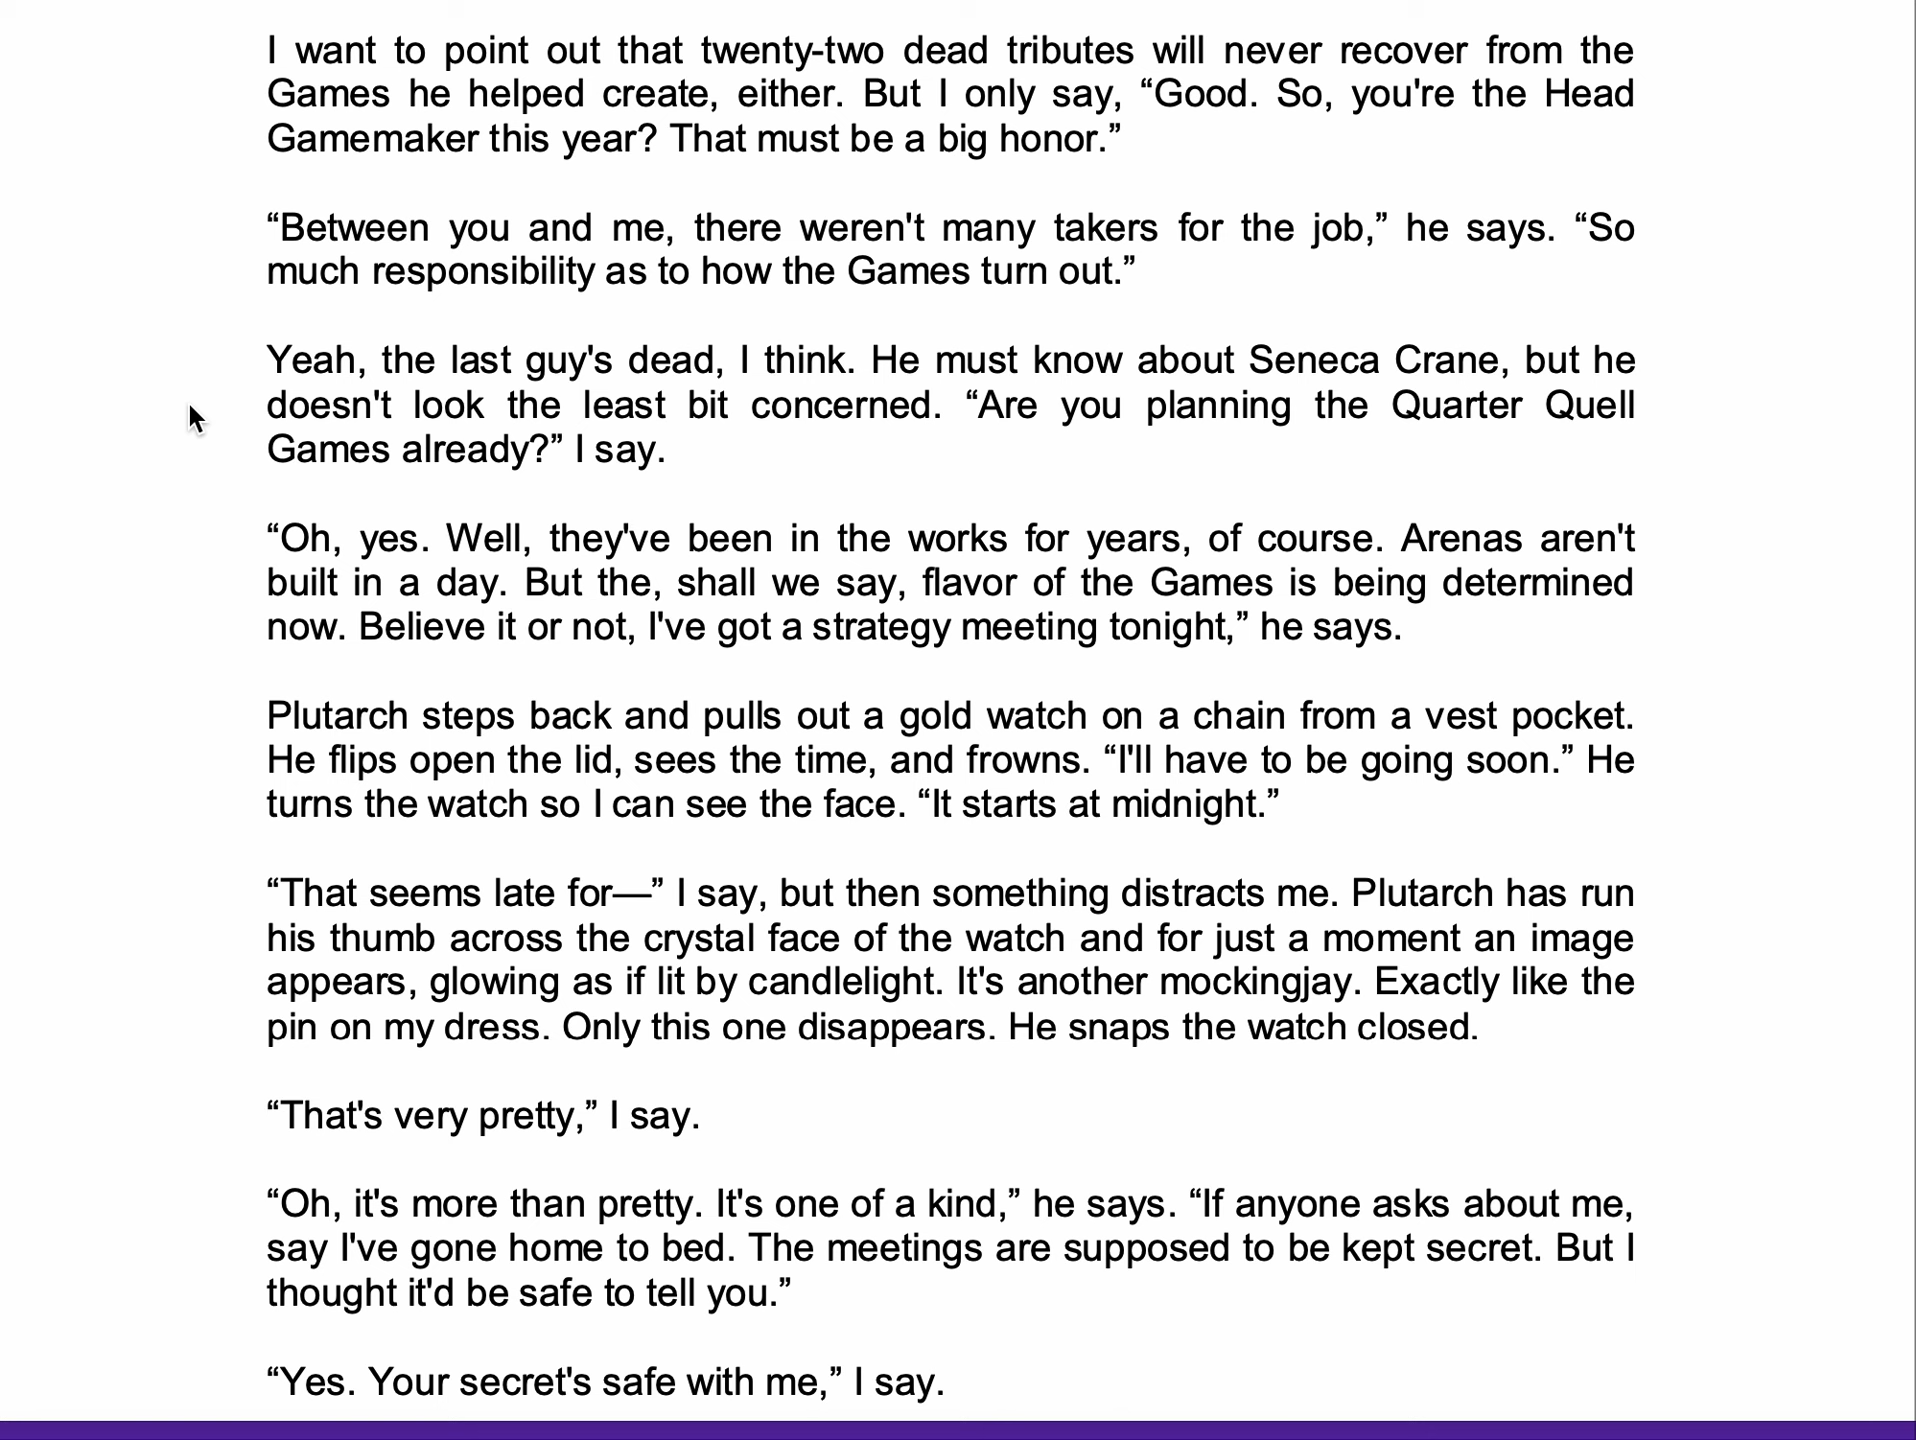 I want to point out that twenty-two dead tributes will never recover from the
Games he helped create, either. But I only say, “Good. So, you're the Head
Gamemaker this year? That must be a big honor.”
“Between you and me, there weren't many takers for the job,” he says. “So
much responsibility as to how the Games turn out.”
Yeah, the last guy's dead, I think. He must know about Seneca Crane, but he
doesn't look the least bit concerned. “Are you planning the Quarter Quell
Games already?” I say.
“Oh, yes. Well, they've been in the works for years, of course. Arenas aren't
built in a day. But the, shall we say, flavor of the Games is being determined
now. Believe it or not, I've got a strategy meeting tonight,” he says.
Plutarch steps back and pulls out a gold watch on a chain from a vest pocket.
He flips open the lid, sees the time, and frowns. “I'll have to be going soon.” He
turns the watch so I can see the face. “It starts at midnight.”
“That seems late for—” I say, but then something distracts me. Plutarch has run
his thumb across the crystal face of the watch and for just a moment an image
appears, glowing as if lit by candlelight. It's another mockingjay. Exactly like the
pin on my dress. Only this one disappears. He snaps the watch closed.
“That's very pretty,” I say.
“Oh, it's more than pretty. It's one of a kind,” he says. “If anyone asks about me,
say I've gone home to bed. The meetings are supposed to be kept secret. But I
thought it'd be safe to tell you.”
“Yes. Your secret's safe with me,” I say.